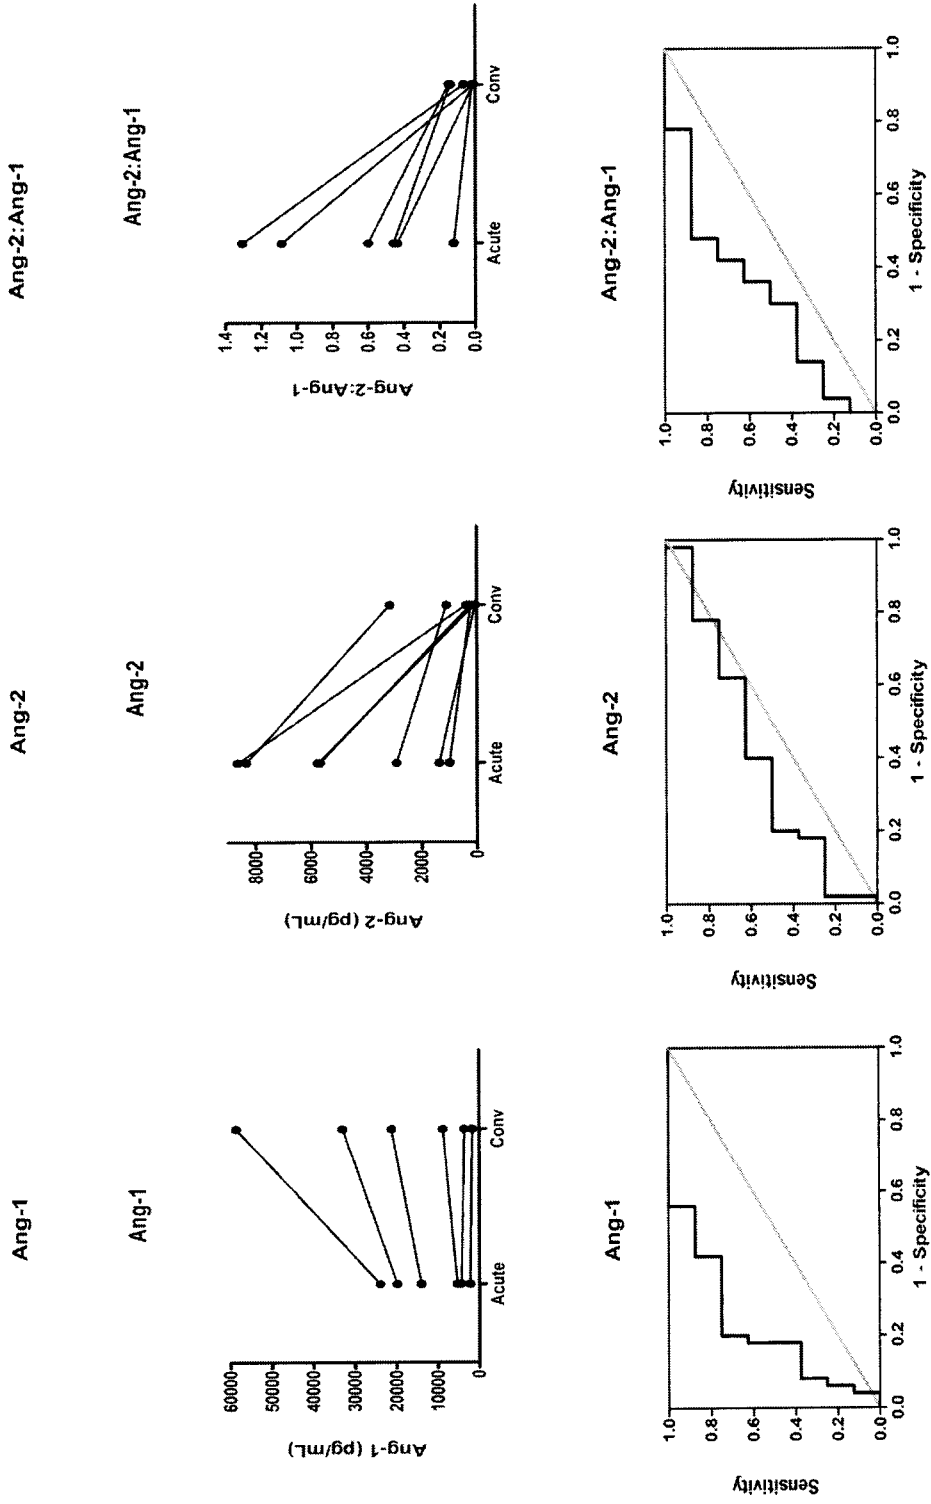 Ang-1
Ang-2
Ang-2:Ang-1
Ang-1
Ang-1 (pg/mL)
60000
50000
40000
30000
20000
10000
0
Acute
Conv
Ang-2
Ang-2 (pg/mL)
8000
6000
4000
2000
0
Acute
Conv
Ang-2:Ang-1
Ang-2:Ang-1
1.4
1.2
1.0
0.8
0.6
0.4
0.2
0.0
Acute
Conv
Ang-1
Sensitivity
1.0
0.8
0.6
0.4
0.2
0.0
0.0
0.2
0.4
0.6
0.8
1.0
1 - Specificity
Ang-2
Sensitivity
1.0
0.8
0.6
0.4
0.2
0.0
0.0
0.2
0.4
0.6
0.8
1.0
1 - Specificity
Ang-2:Ang-1
Sensitivity
1.0
0.8
0.6
0.4
0.2
0.0
0.0
0.2
0.4
0.6
0.8
1.0
1 - Specificity